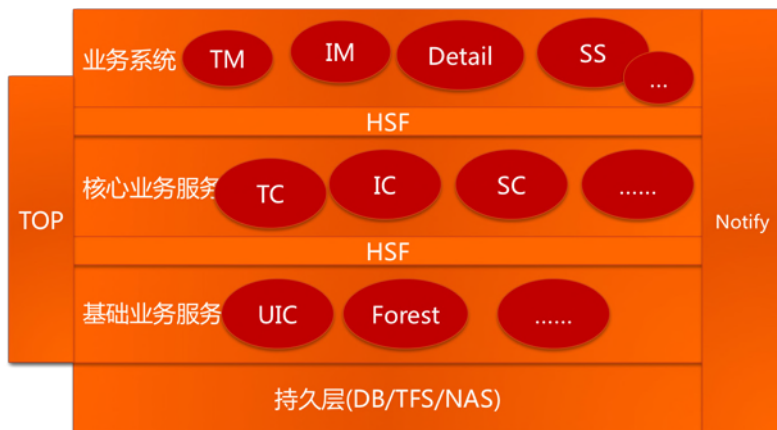 业务系统
TM
IM
Detail
SS
...
HSF
核心业务服务
TC
IC
SC
......
TOP
Notify
HSF
基础业务服务
UIC
Forest
......
持久层(DB/TFS/NAS)